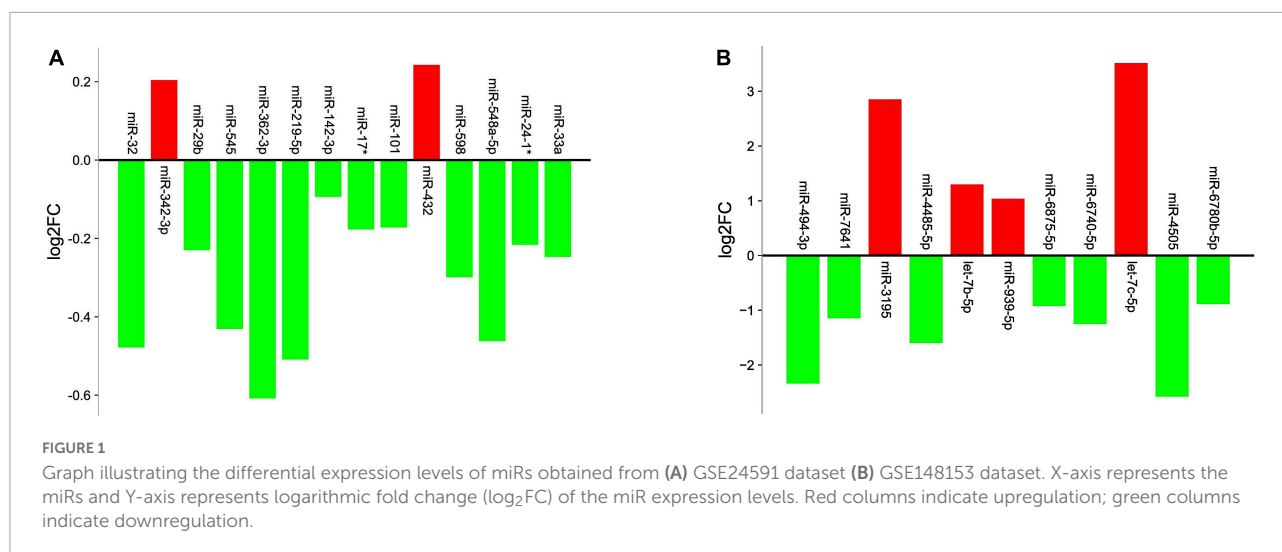 A
0.2
0.0
-0.2
-0.4
-0.6
log2FC
miR-32
miR-342-3p
miR-29b
miR-545
miR-362-3p
miR-219-5p
miR-142-3p
miR-17*
miR-101
miR-432
miR-598
miR-548a-5p
miR-24-1*
miR-33a
B
3
2
1
0
−1
−2
log2FC
miR-494-3p
miR-7641
miR-3195
miR-4485-5p
let-7b-5p
miR-939-5p
miR-6875-5p
miR-6740-5p
let-7c-5p
miR-4505
miR-6780b-5p
FIGURE 1
Graph illustrating the differential expression levels of miRs obtained from (A) GSE24591 dataset (B) GSE148153 dataset. X-axis represents the
miRs and Y-axis represents logarithmic fold change (log₂FC) of the miR expression levels. Red columns indicate upregulation; green columns
indicate downregulation.